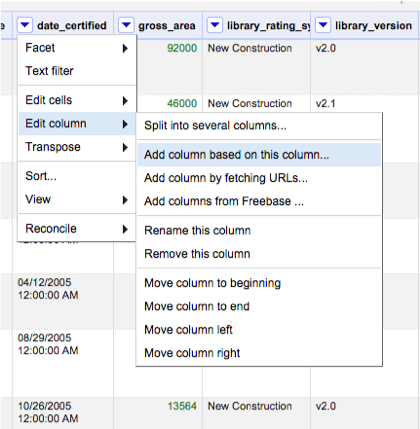 e date_certified gross_area library_rating_sy library_version
Facet
Text filter
Edit cells
Edit column
Transpose
Sort...
View
Reconcile
Split into several columns...
Add column based on this column...
Add column by fetching URLs...
Add columns from Freebase ...
Rename this column
Remove this column
Move column to beginning
Move column to end
Move column left
Move column right
92000 New Construction v2.0
46000 New Construction v2.1
04/12/2005
12:00:00 AM
08/29/2005
12:00:00 AM
10/26/2005 13564 New Construction v2.0
12:00:00 AM